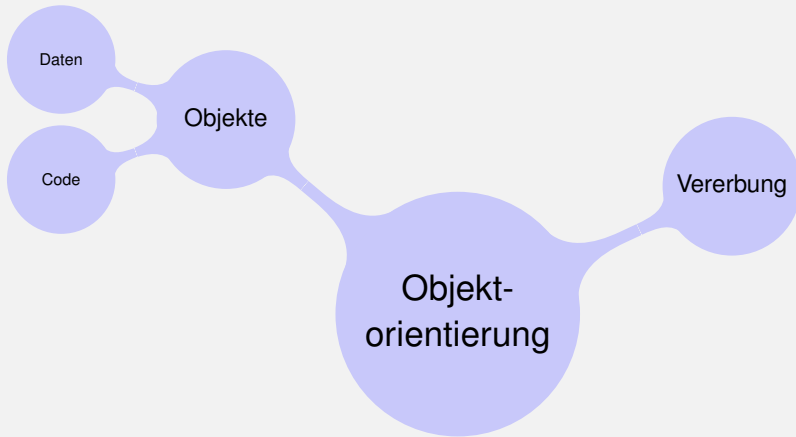 Daten
Objekte
Code
Vererbung
Objekt-
orientierung